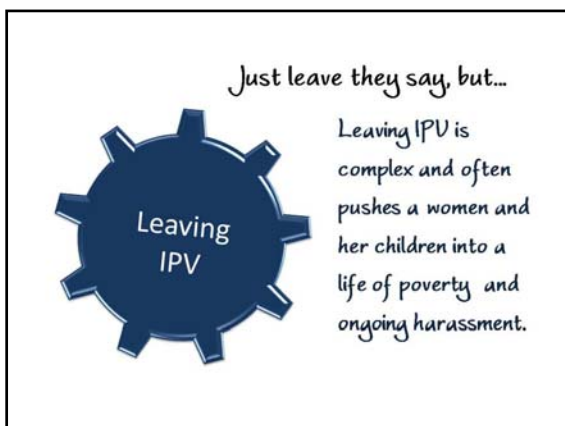 Just leave they say, but...
Leaving IPV is
complex and often
pushes a women and
her children into a
life of poverty and
ongoing harassment.
Leaving
IPV